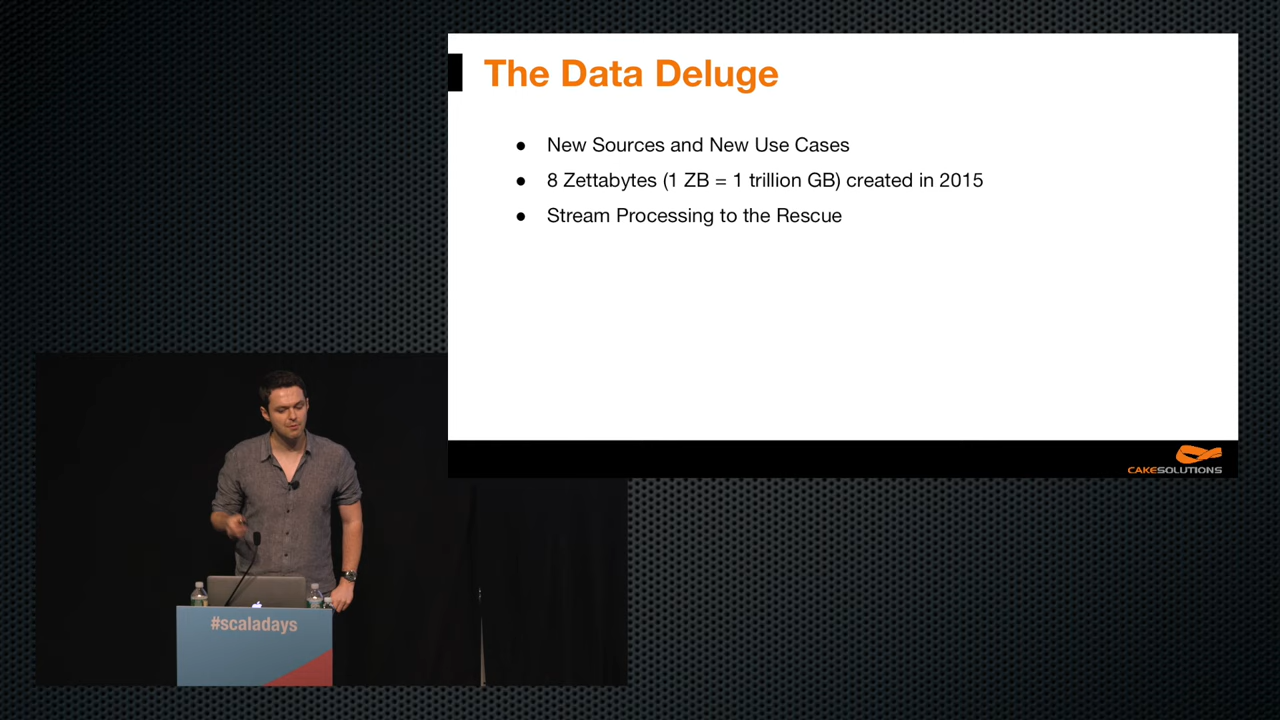 The Data Deluge
● New Sources and New Use Cases
● 8 Zettabytes (1 ZB = 1 trillion GB) created in 2015
● Stream Processing to the Rescue
CAKESOLUTIONS
#scaladays